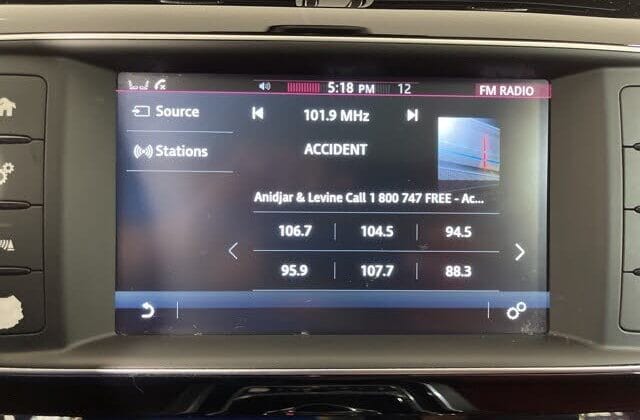 5:18 PM 12 FM RADIO
Source
101.9 MHz
ACCIDENT
Stations
Anidjar & Levine Call 1 800 747 FREE - Ac...
106.7 104.5 94.5
95.9 107.7 88.3